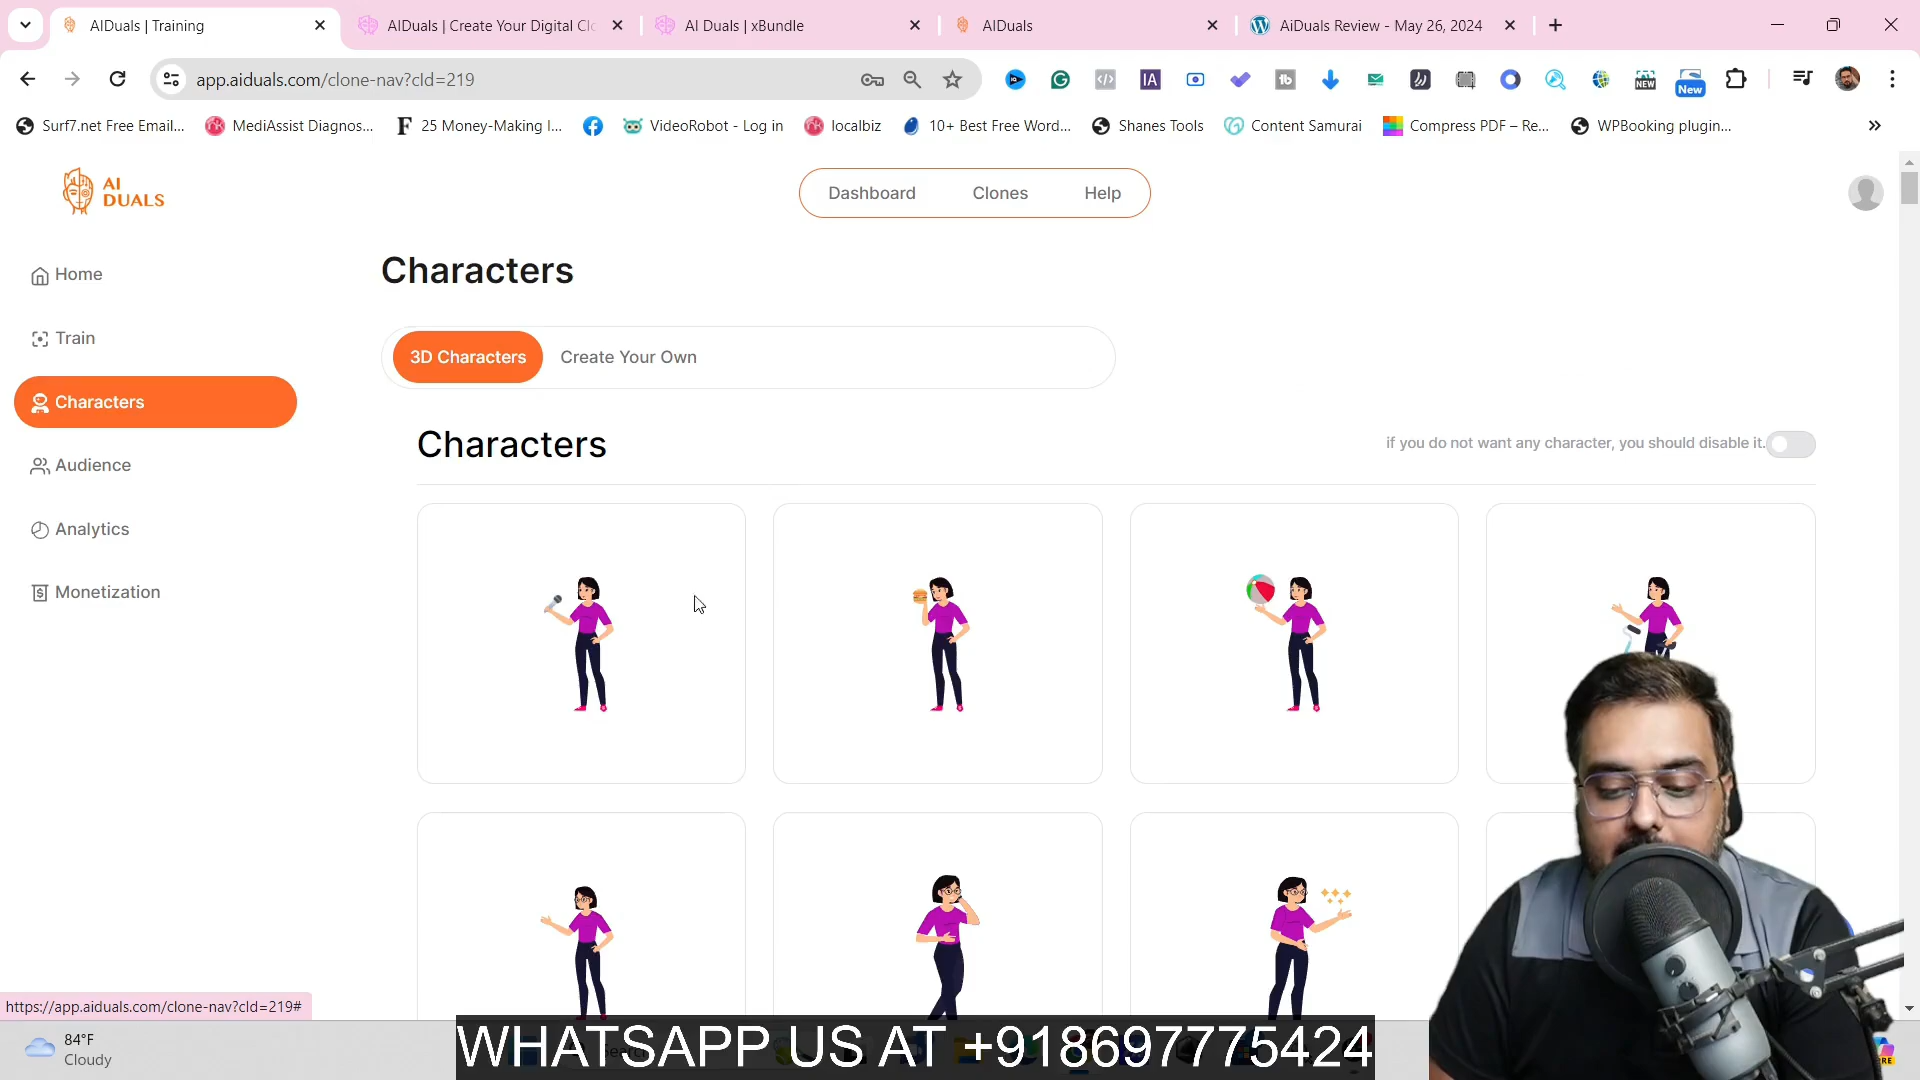 AIDuals | Training
AIDuals | Create Your Digital Clo
AI Duals | xBundle
AIDuals
AiDuals Review - May 26, 2024
app.aiduals.com/clone-nav?cId=219
New
Surf7.net Free Email...
MediAssist Diagnos...
25 Money-Making I...
VideoRobot - Log in
localbiz
10+ Best Free Word...
Shanes Tools
Content Samurai
Compress PDF – Re...
WPBooking plugin...
AI
DUALS
Dashboard
Clones
Help
Home
Train
Characters
Audience
Analytics
Monetization
Characters
3D Characters
Create Your Own
Characters
if you do not want any character, you should disable it.
https://app.aiduals.com/clone-nav?cId=219#
84°F
Cloudy
WHATSAPP US AT +918697775424